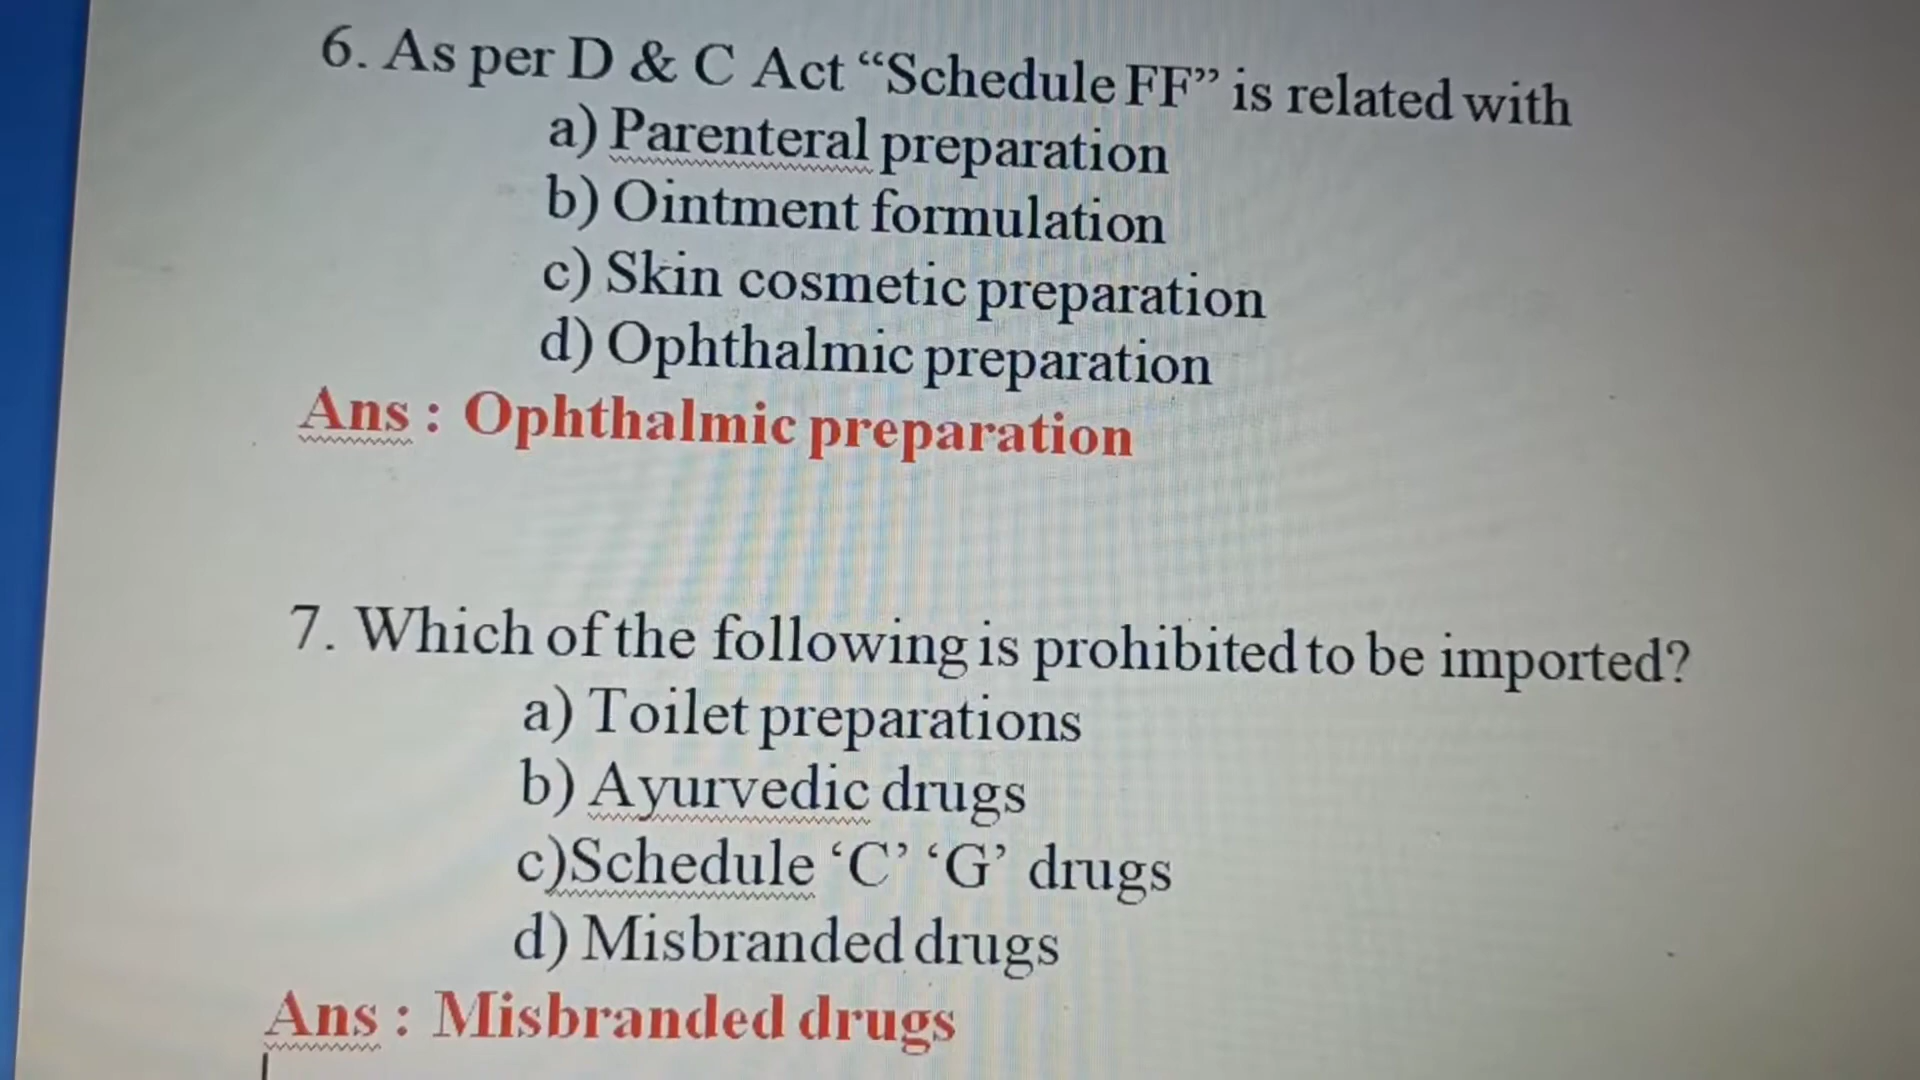 6. As per D & C Act “Schedule FF” is related with
a) Parenteral preparation
b) Ointment formulation
c) Skin cosmetic preparation
d) Ophthalmic preparation
Ans : Ophthalmic preparation
7. Which of the following is prohibited to be imported?
a) Toilet preparations
b) Ayurvedic drugs
c)Schedule ‘C’ ‘G’ drugs
d) Misbranded drugs
Ans : Misbranded drugs